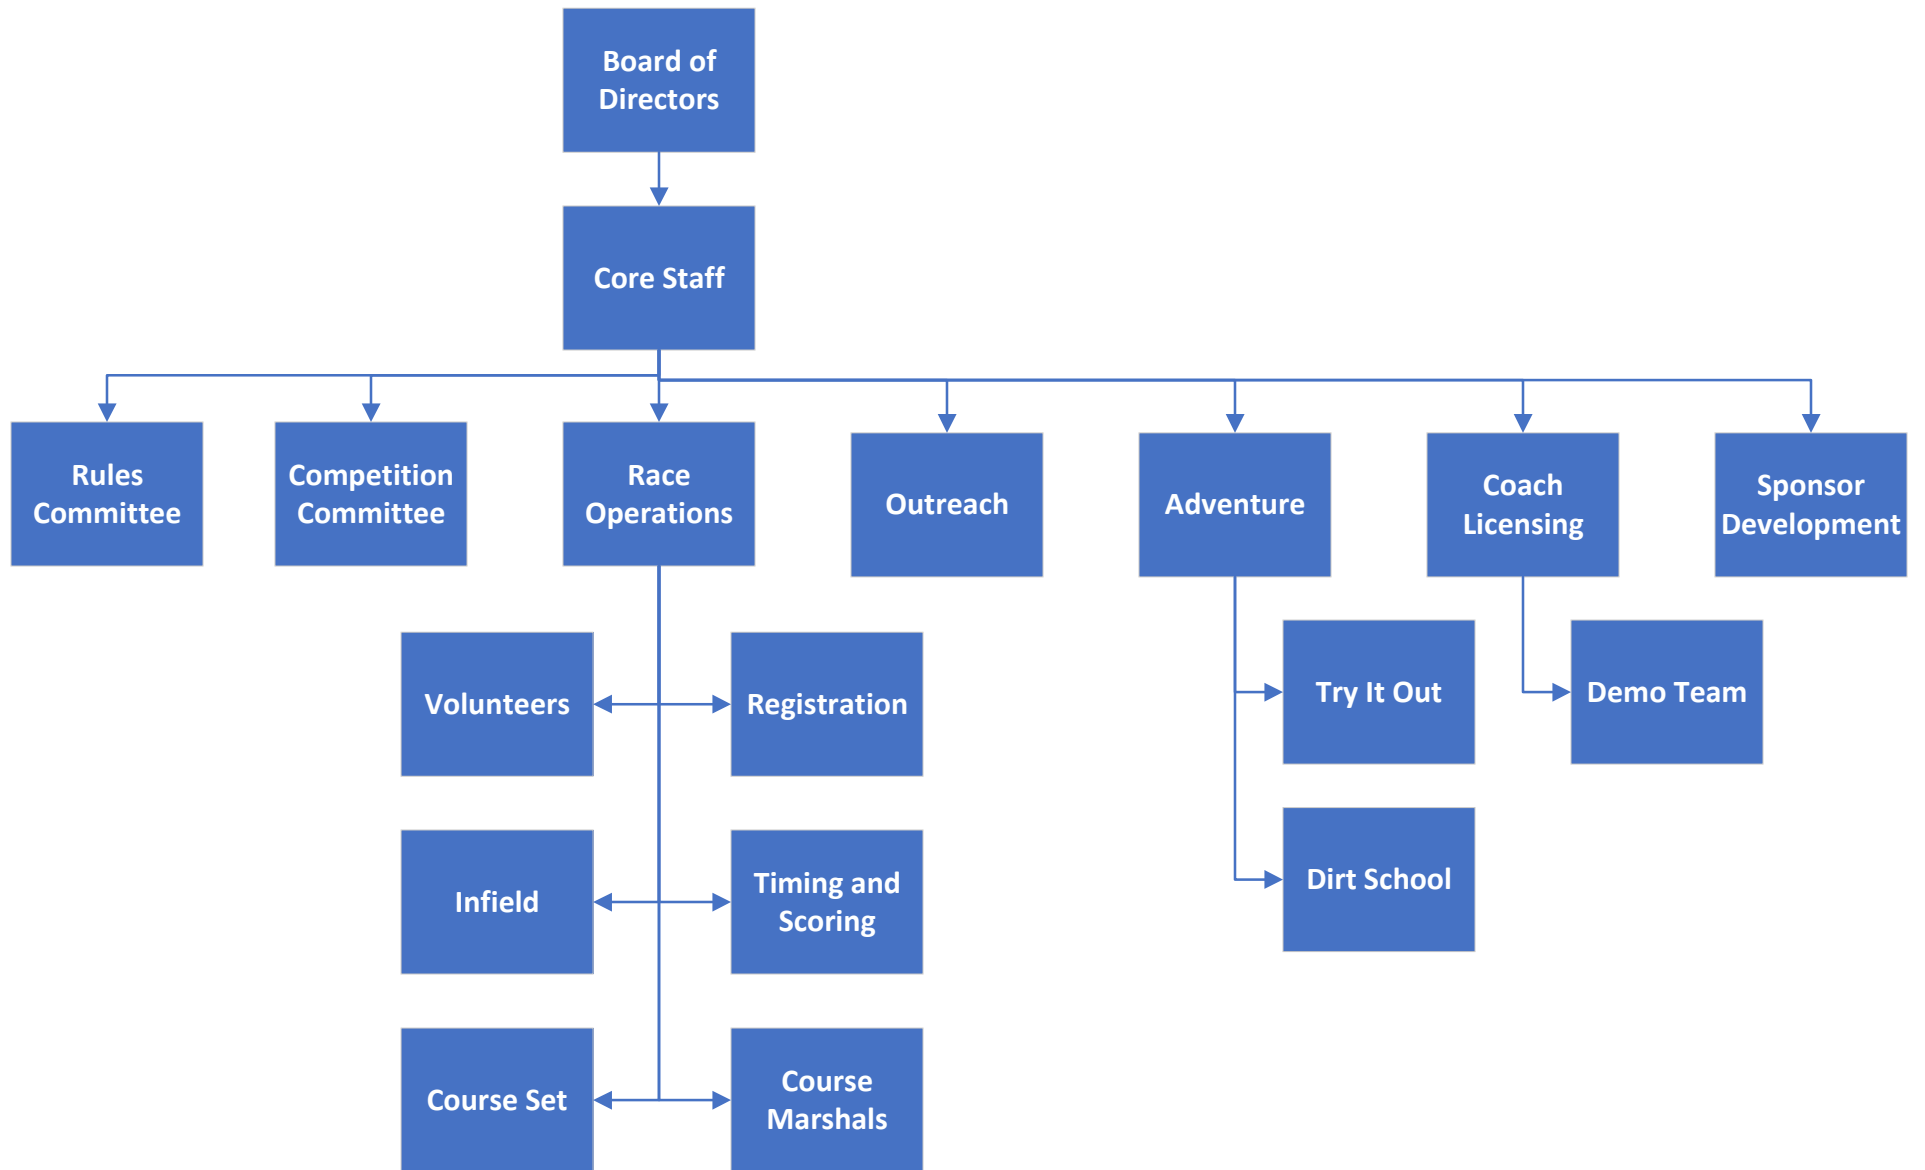 Board of
Directors
Core Staff
Rules
Committee
Competition
Committee
Race
Operations
Outreach
Adventure
Coach
Licensing
Sponsor
Development
Volunteers
Registration
Try It Out
Demo Team
Infield
Timing and
Scoring
Dirt School
Course Set
Course
Marshals